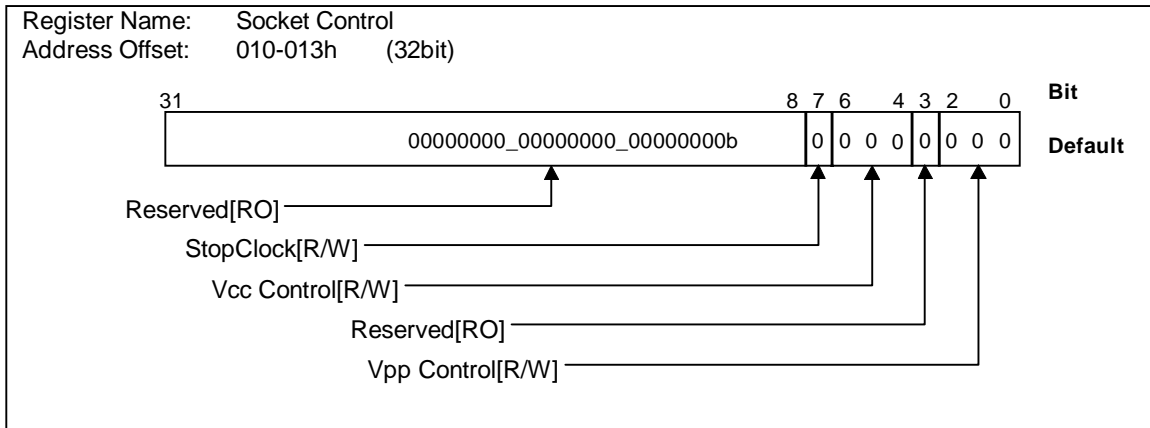 Register Name: Socket Control
Address Offset: 010-013h (32bit)
31 8 7 6 4 3 2 0 Bit
00000000_00000000_00000000b 0 0 0 0 0 0 0 0 Default
Reserved[RO]
StopClock[R/W]
Vcc Control[R/W]
Reserved[RO]
Vpp Control[R/W]